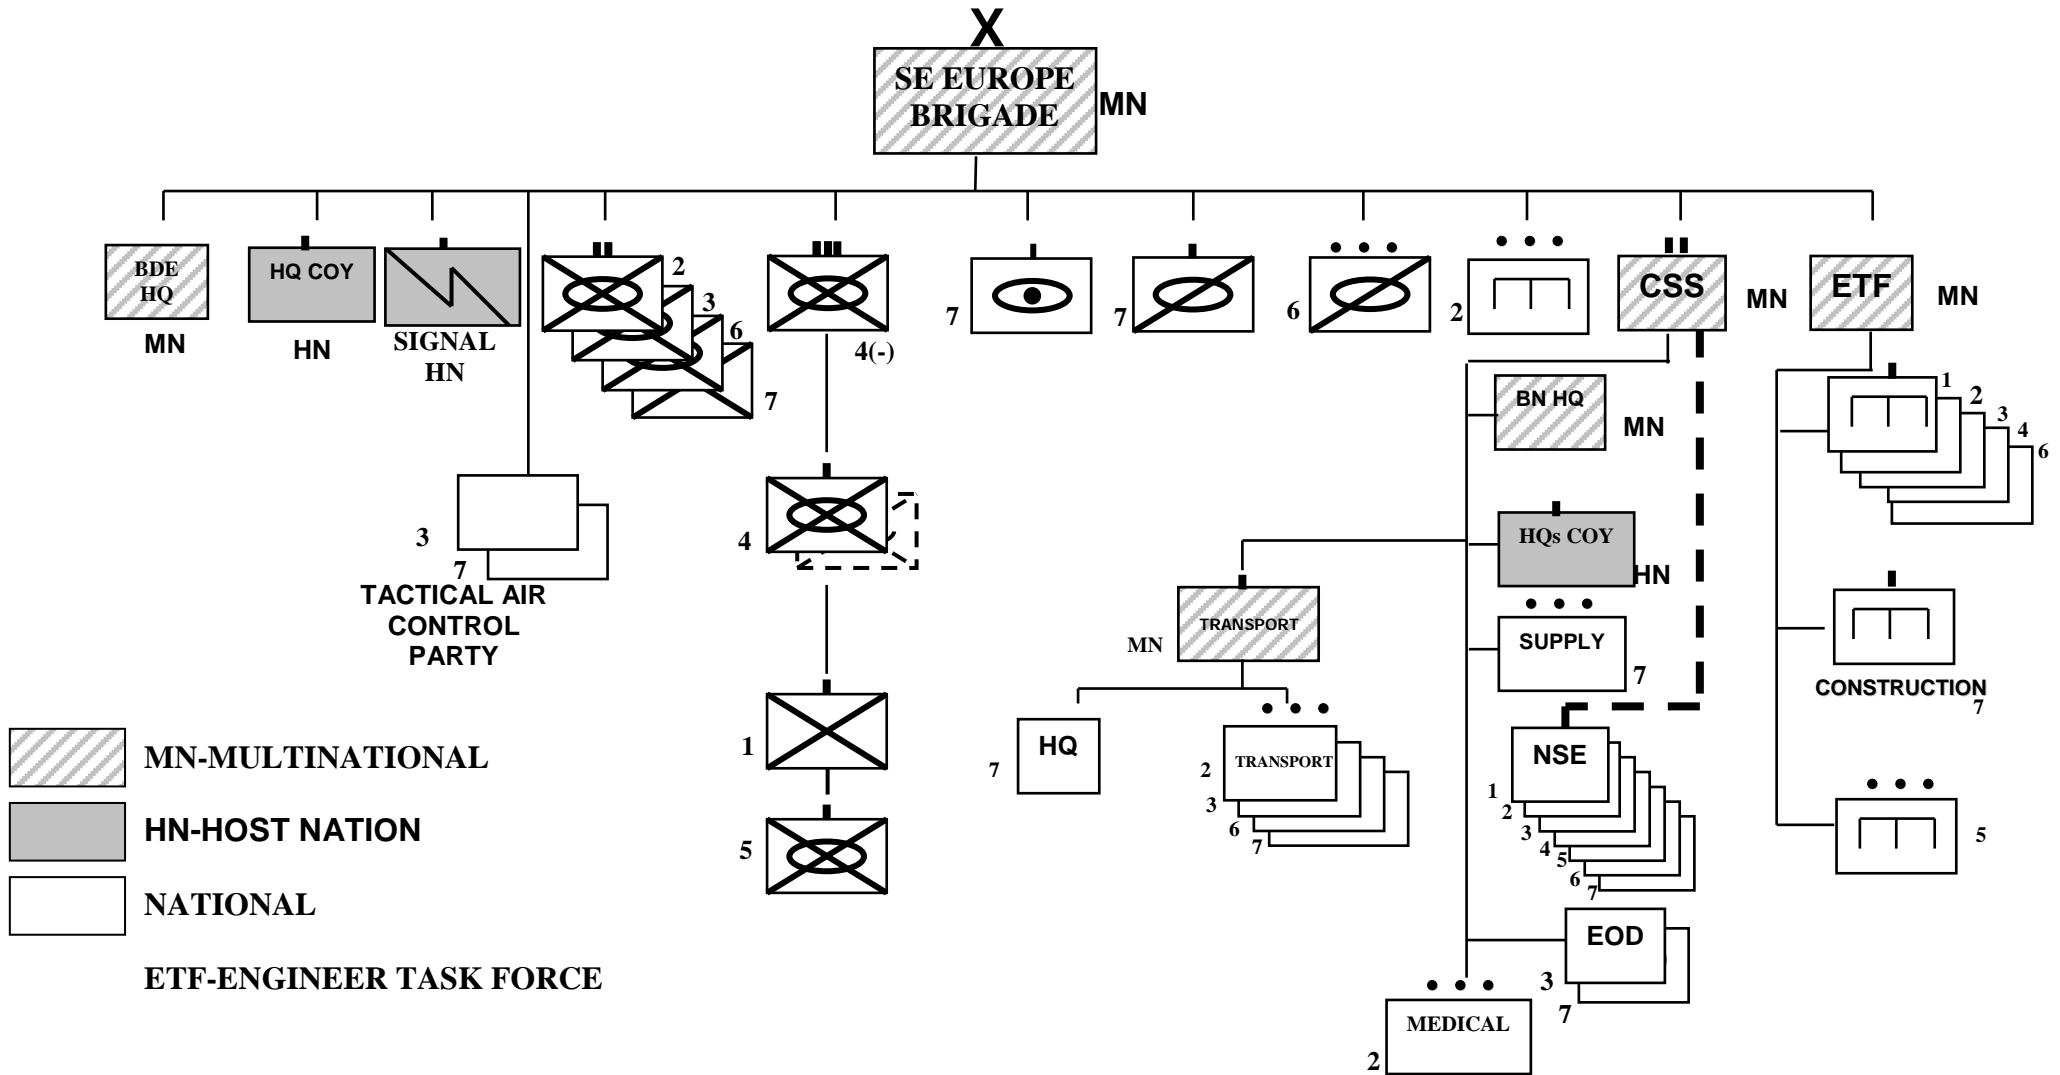 X
SE EUROPE
BRIGADE
MN
BDE
HQ
MN
HQ COY
HN
SIGNAL
HN
2
3
6
7
4(-)
7
7
6
2
CSS
MN
ETF
MN
3
7
TACTICAL AIR
CONTROL
PARTY
4
1
5
BN HQ
MN
HQs COY
HN
SUPPLY
7
TRANSPORT
MN
HQ
7
TRANSPORT
2
3
6
7
NSE
1
2
3
4
5
6
7
EOD
3
7
MEDICAL
2
1
2
3
4
6
CONSTRUCTION
7
5
MN-MULTINATIONAL
HN-HOST NATION
NATIONAL
ETF-ENGINEER TASK FORCE